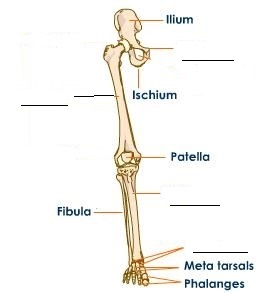 Ilium
Ischium
Patella
Fibula
Meta tarsals
Phalanges